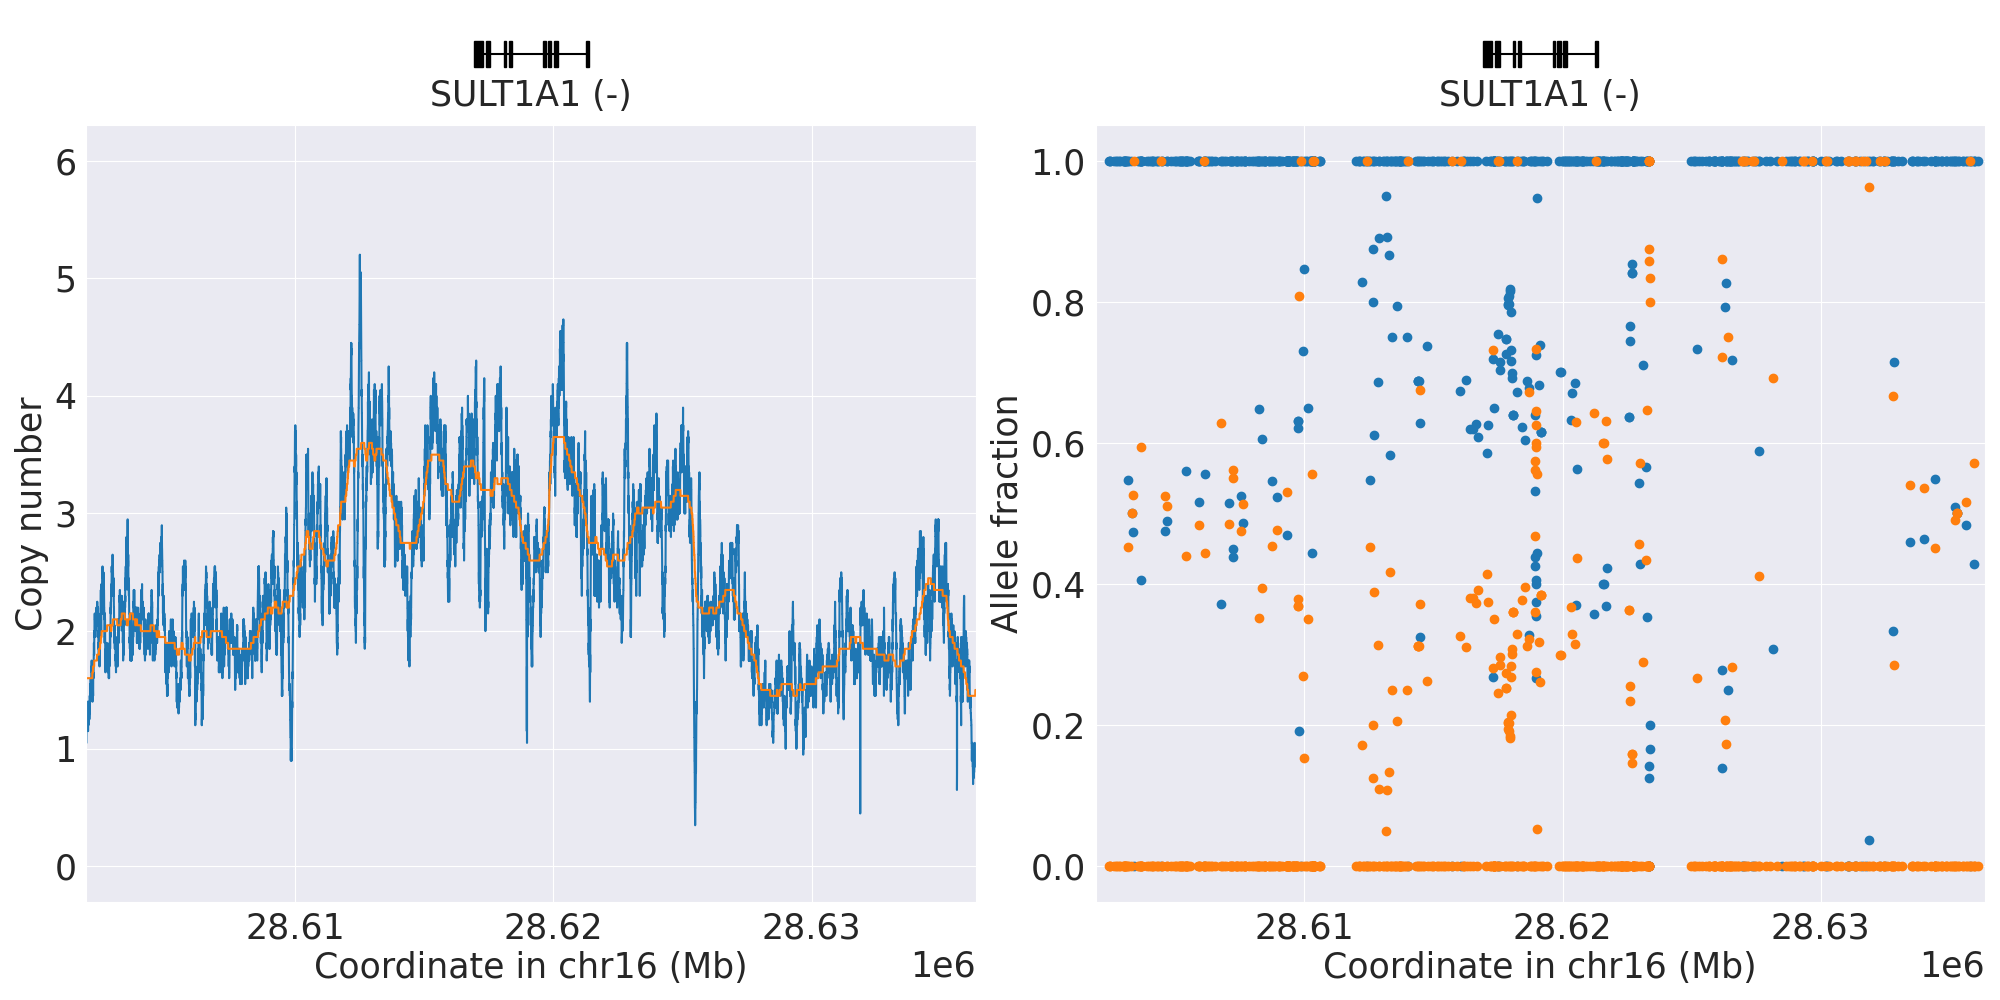 SULT1A1 (-)
Copy number
6
5
4
3
2
1
0
28.61
28.62
28.63
Coordinate in chr16 (Mb)
1e6
SULT1A1 (-)
Allele fraction
1.0
0.8
0.6
0.4
0.2
0.0
28.61
28.62
28.63
Coordinate in chr16 (Mb)
1e6